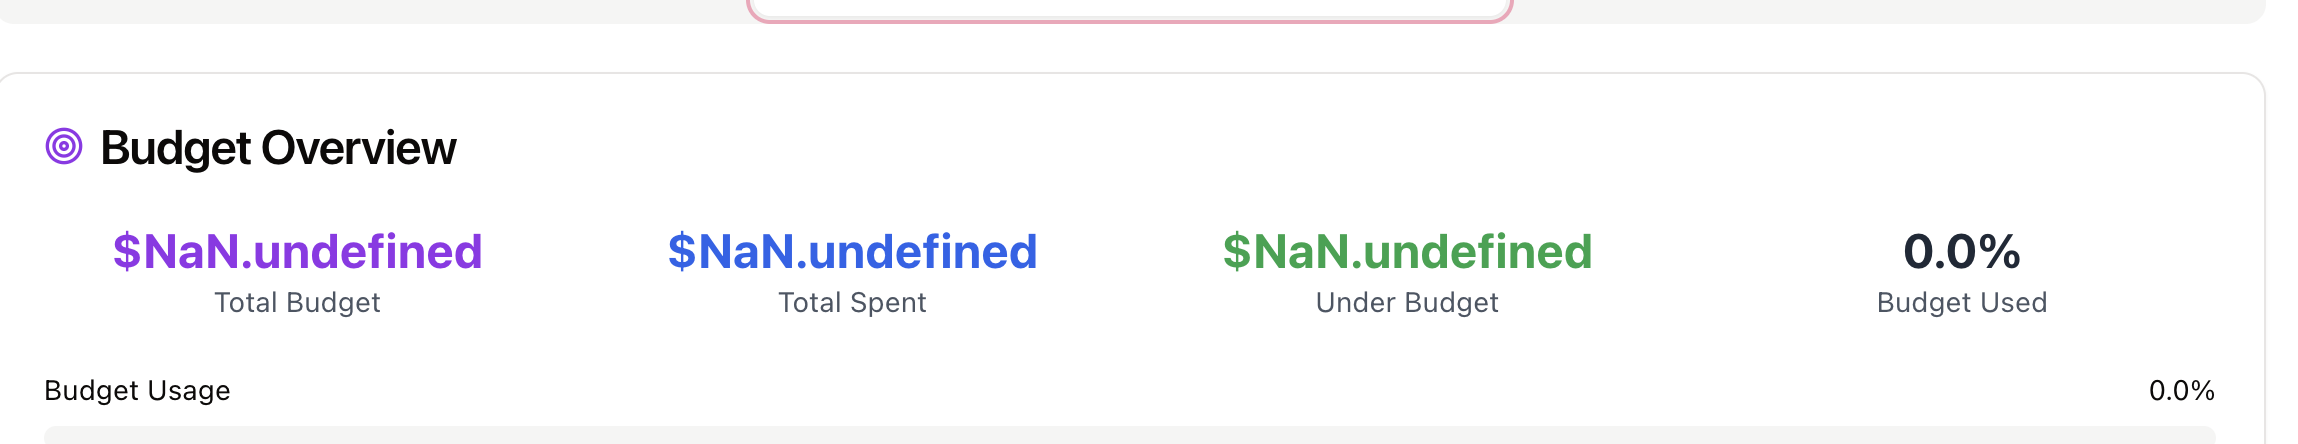 Budget Overview
$NaN.undefined
Total Budget
$NaN.undefined
Total Spent
$NaN.undefined
Under Budget
0.0%
Budget Used
Budget Usage
0.0%